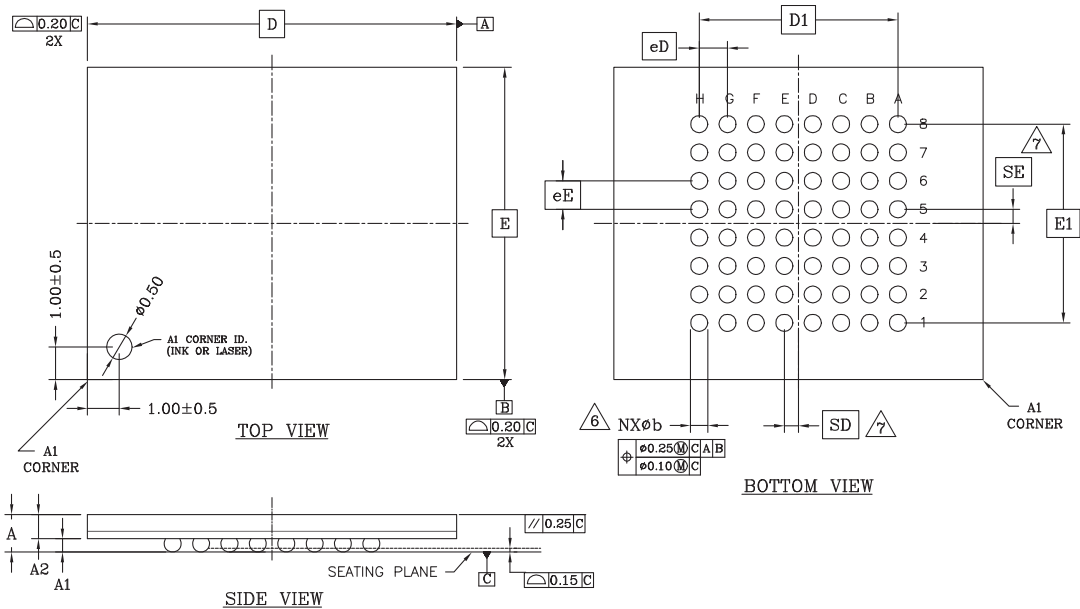 ⌓ 0.20 C
2X
D
A
E
1.00±0.5
ø0.50
A1 CORNER ID.
(INK OR LASER)
1.00±0.5
A1
CORNER
B
⌓ 0.20 C
2X
TOP VIEW
D1
eD
H G F E D C B A
8
7
6
5
4
3
2
1
eE
7
SE
E1
6 NXøb
⌖ ø0.25Ⓜ C A B
ø0.10Ⓜ C
SD 7
A1
CORNER
BOTTOM VIEW
A
A2
A1
// 0.25 C
SEATING PLANE
C
⌓ 0.15 C
SIDE VIEW